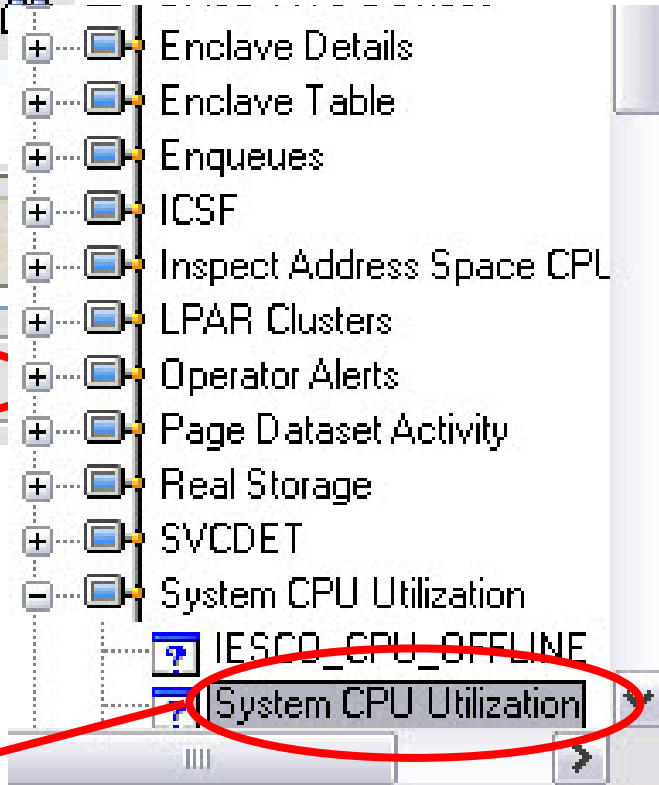 Enclave Details
Enclave Table
Enqueues
ICSF
Inspect Address Space CPU
LPAR Clusters
Operator Alerts
Page Dataset Activity
Real Storage
SVCDET
System CPU Utilization
IESCO_CPU_OFFLINE
System CPU Utilization